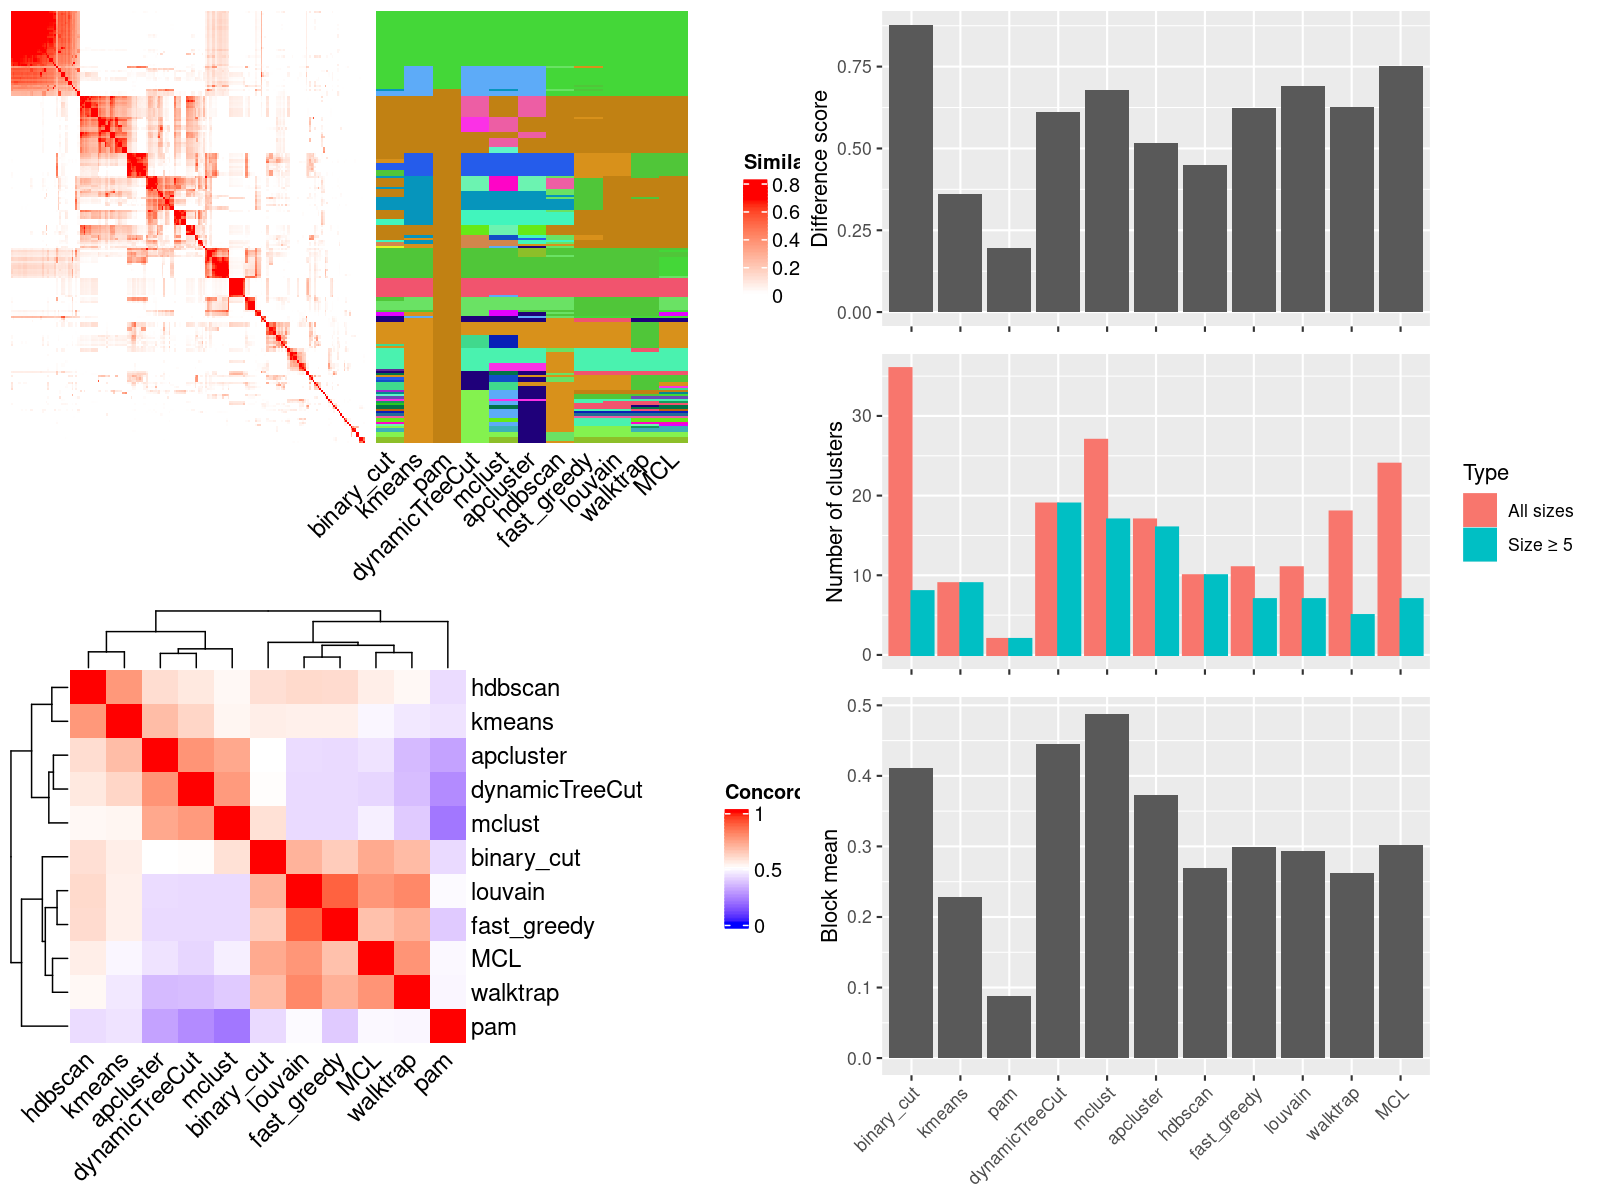 Simila
0.8
0.6
0.4
0.2
0
binary_cut
kmeans
pam
dynamicTreeCut
mclust
apcluster
hdbscan
fast_greedy
louvain
walktrap
MCL
Difference score
0.75
0.50
0.25
0.00
Number of clusters
30
20
10
0
Type
All sizes
Size ≥ 5
hdbscan
kmeans
apcluster
dynamicTreeCut
mclust
binary_cut
louvain
fast_greedy
MCL
walktrap
pam
hdbscan
kmeans
apcluster
dynamicTreeCut
mclust
binary_cut
louvain
fast_greedy
MCL
walktrap
pam
Concord
1
0.5
0
Block mean
0.5
0.4
0.3
0.2
0.1
0.0
binary_cut
kmeans
pam
dynamicTreeCut
mclust
apcluster
hdbscan
fast_greedy
louvain
walktrap
MCL